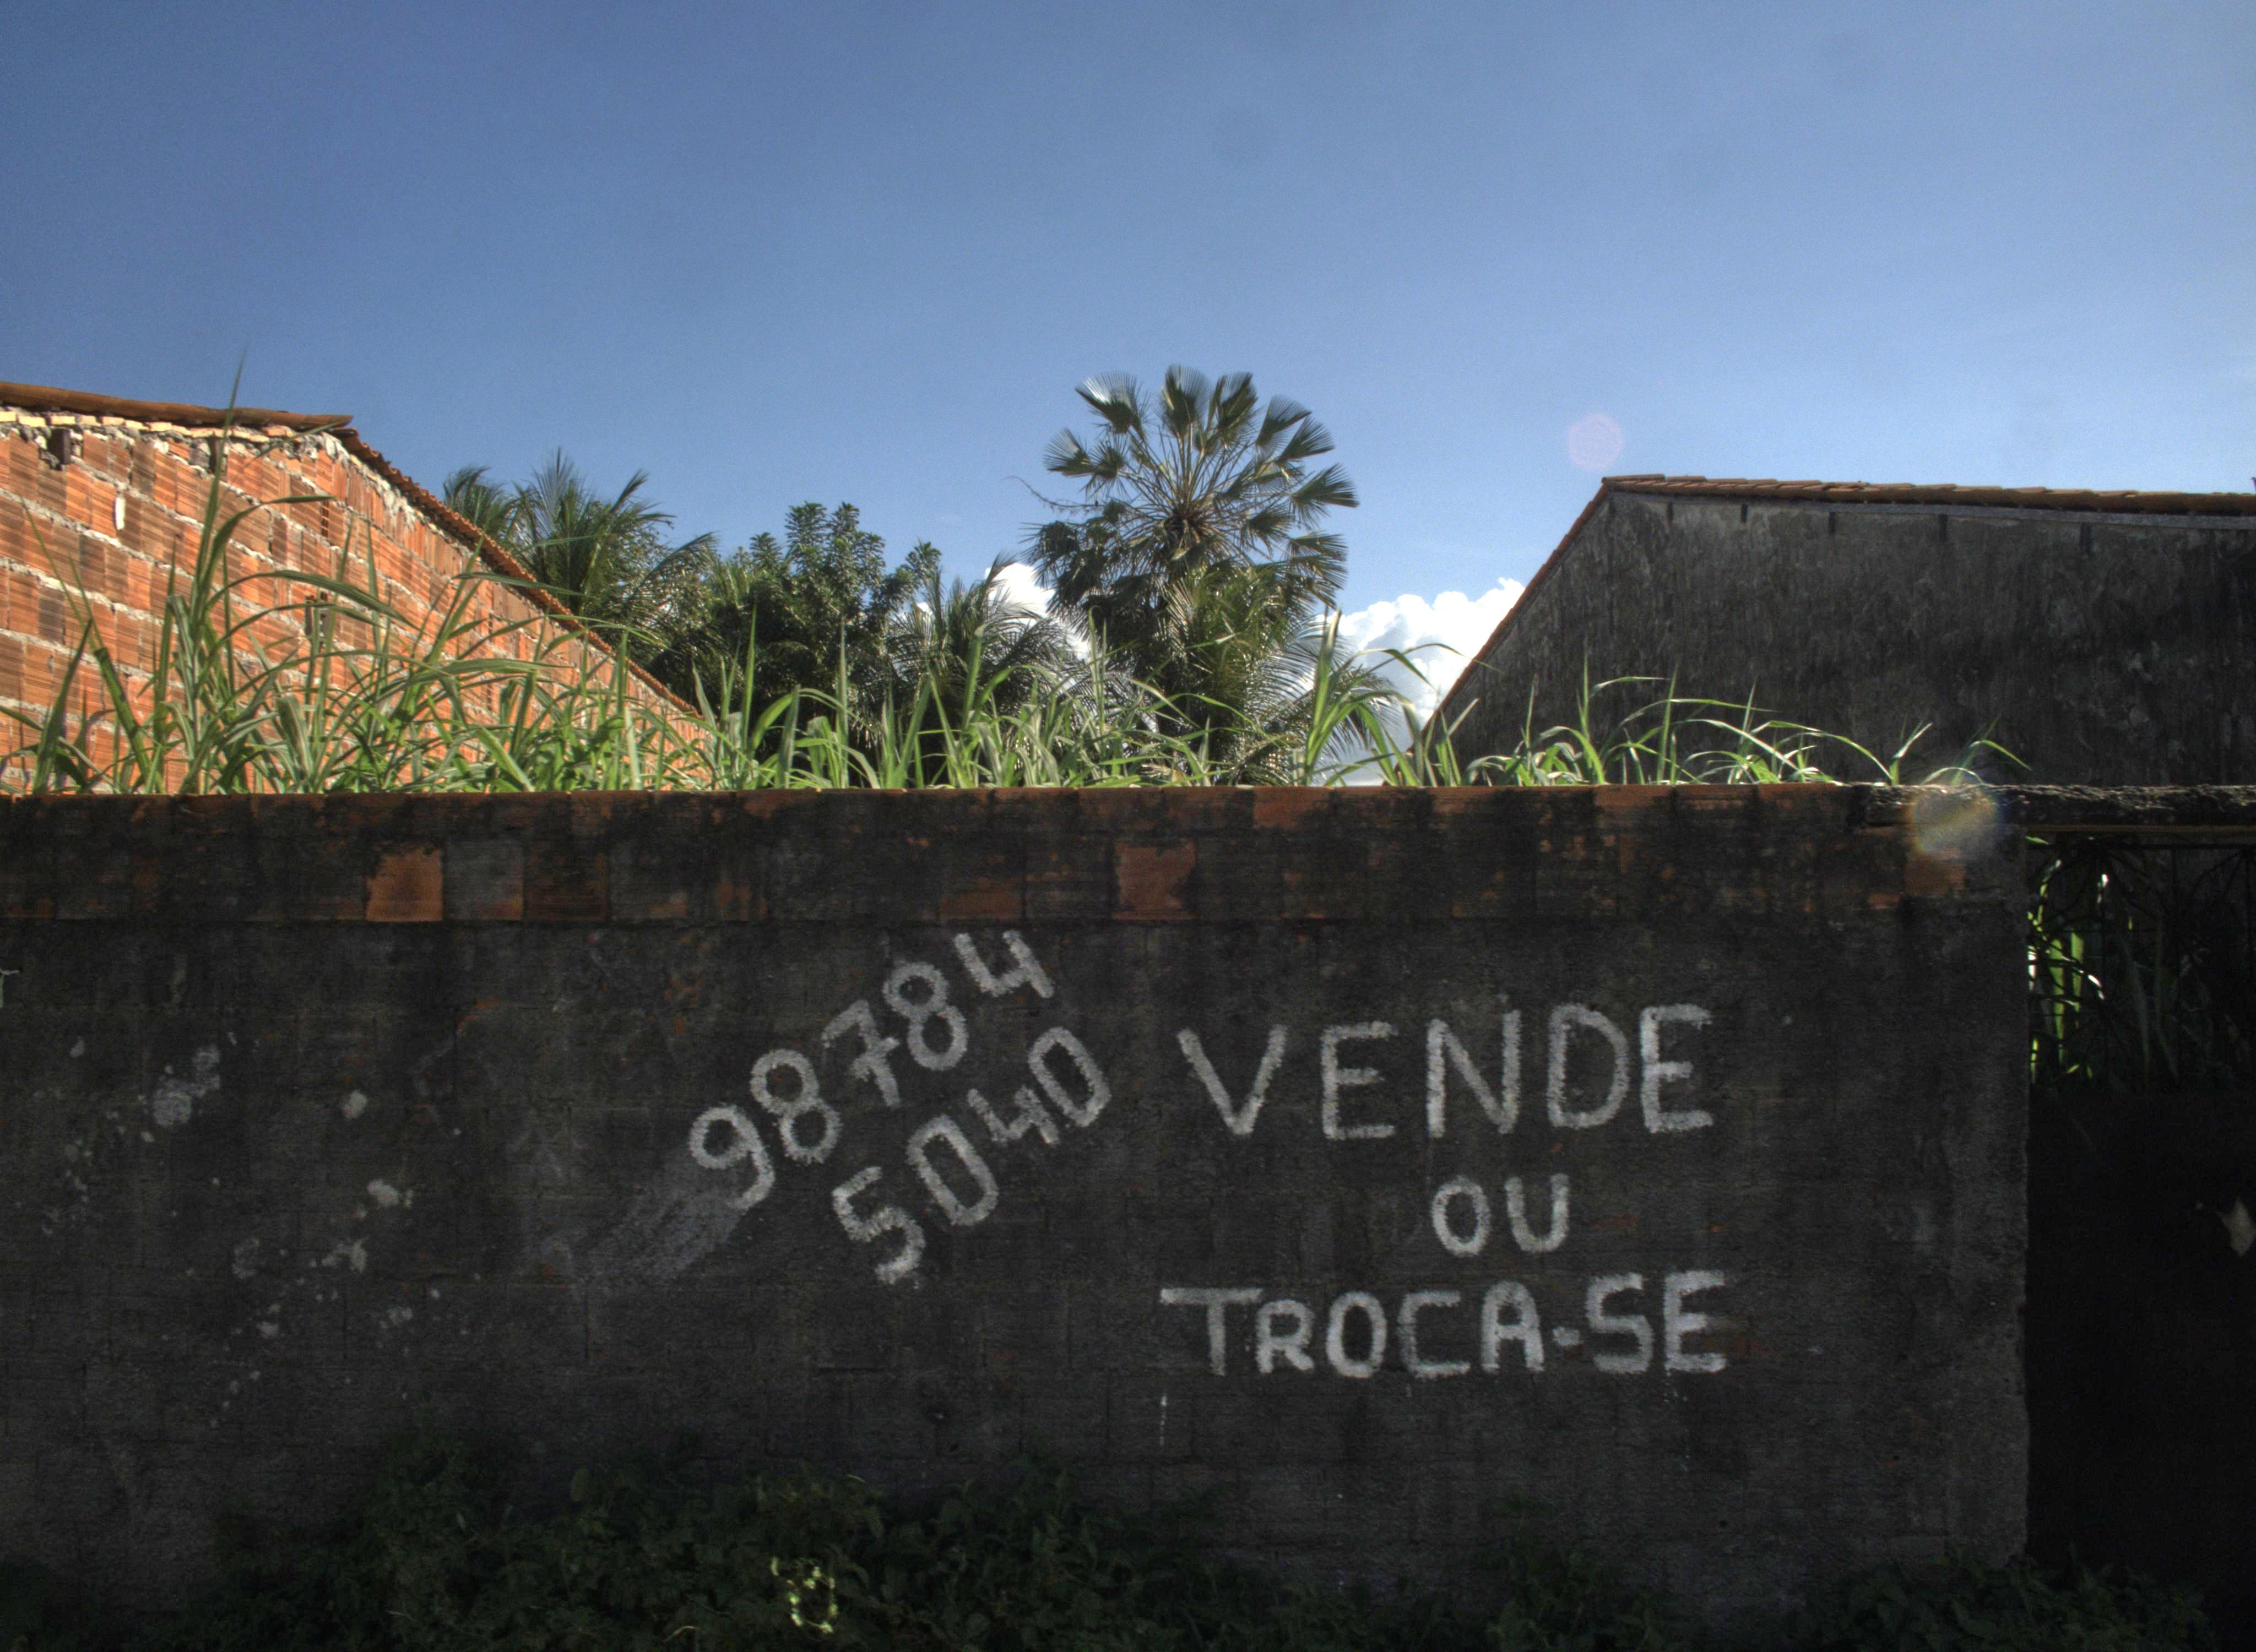 98784
5040
VENDE
OU
TROCA-SE